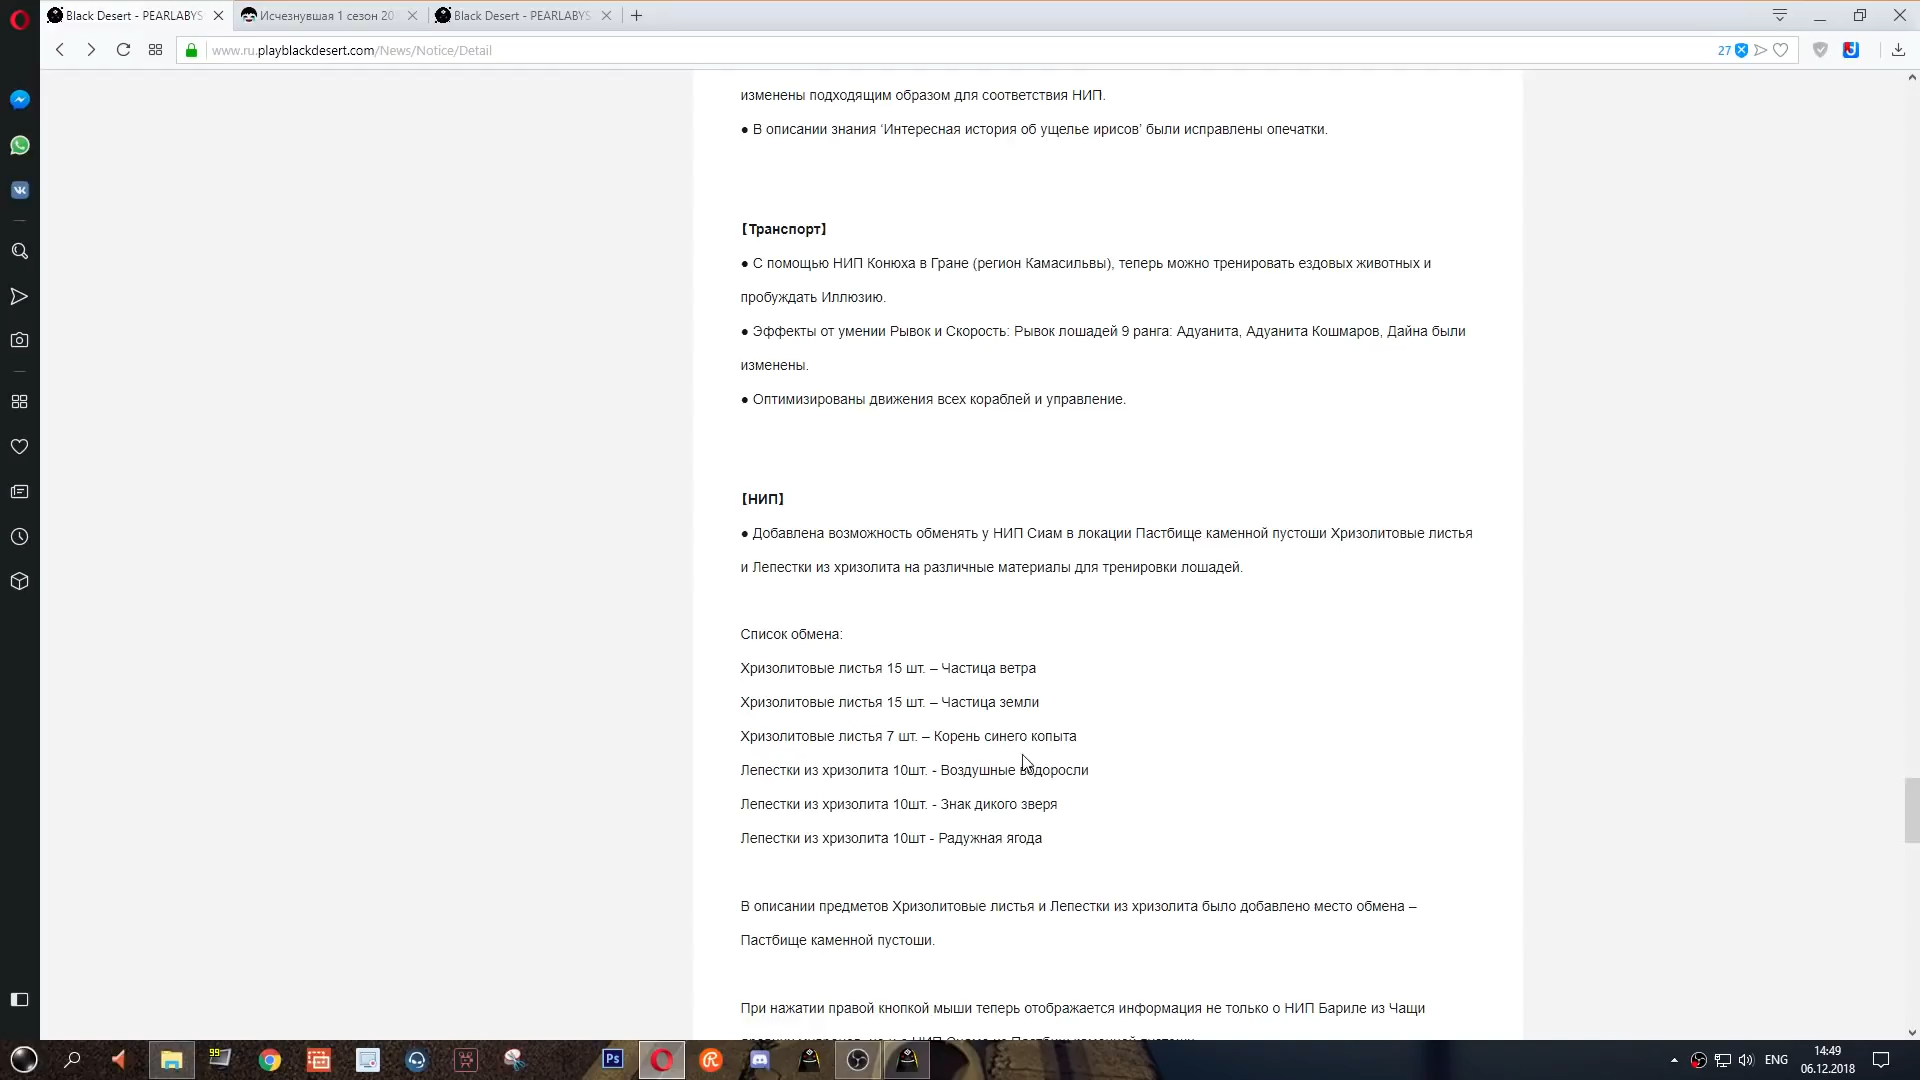 Black Desert - PEARLABYS
Исчезнувшая 1 сезон 20
Black Desert - PEARLABYS
www.ru.playblackdesert.com/News/Notice/Detail
27
изменены подходящим образом для соответствия НИП.
● В описании знания ‘Интересная история об ущелье ирисов’ были исправлены опечатки.
【Транспорт】
● С помощью НИП Конюха в Гране (регион Камасильвы), теперь можно тренировать ездовых животных и
пробуждать Иллюзию.
● Эффекты от умении Рывок и Скорость: Рывок лошадей 9 ранга: Адуанита, Адуанита Кошмаров, Дайна были
изменены.
● Оптимизированы движения всех кораблей и управление.
【НИП】
● Добавлена возможность обменять у НИП Сиам в локации Пастбище каменной пустоши Хризолитовые листья
и Лепестки из хризолита на различные материалы для тренировки лошадей.
Список обмена:
Хризолитовые листья 15 шт. – Частица ветра
Хризолитовые листья 15 шт. – Частица земли
Хризолитовые листья 7 шт. – Корень синего копыта
Лепестки из хризолита 10шт. - Воздушные водоросли
Лепестки из хризолита 10шт. - Знак дикого зверя
Лепестки из хризолита 10шт - Радужная ягода
В описании предметов Хризолитовые листья и Лепестки из хризолита было добавлено место обмена –
Пастбище каменной пустоши.
При нажатии правой кнопкой мыши теперь отображается информация не только о НИП Бариле из Чащи
99
Ps
ENG
14:49
06.12.2018